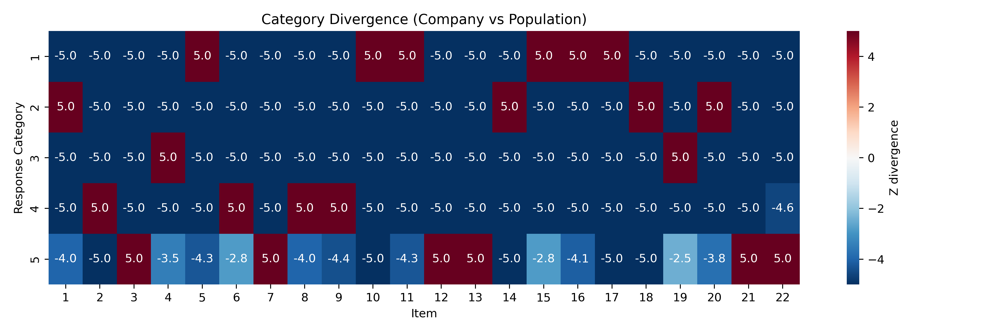 Category Divergence (Company vs Population)
1 -5.0 -5.0 -5.0 -5.0 5.0 -5.0 -5.0 -5.0 -5.0 5.0 5.0 -5.0 -5.0 -5.0 5.0 5.0 5.0 -5.0 -5.0 -5.0 -5.0 -5.0
2 5.0 -5.0 -5.0 -5.0 -5.0 -5.0 -5.0 -5.0 -5.0 -5.0 -5.0 -5.0 -5.0 5.0 -5.0 -5.0 -5.0 5.0 -5.0 5.0 -5.0 -5.0
3 -5.0 -5.0 -5.0 5.0 -5.0 -5.0 -5.0 -5.0 -5.0 -5.0 -5.0 -5.0 -5.0 -5.0 -5.0 -5.0 -5.0 -5.0 5.0 -5.0 -5.0 -5.0
4 -5.0 5.0 -5.0 -5.0 -5.0 5.0 -5.0 5.0 5.0 -5.0 -5.0 -5.0 -5.0 -5.0 -5.0 -5.0 -5.0 -5.0 -5.0 -5.0 -5.0 -4.6
5 -4.0 -5.0 5.0 -3.5 -4.3 -2.8 5.0 -4.0 -4.4 -5.0 -4.3 5.0 5.0 -5.0 -2.8 -4.1 -5.0 -5.0 -2.5 -3.8 5.0 5.0
1 2 3 4 5 6 7 8 9 10 11 12 13 14 15 16 17 18 19 20 21 22
Item
Response Category
4
2
0
−2
−4
Z divergence